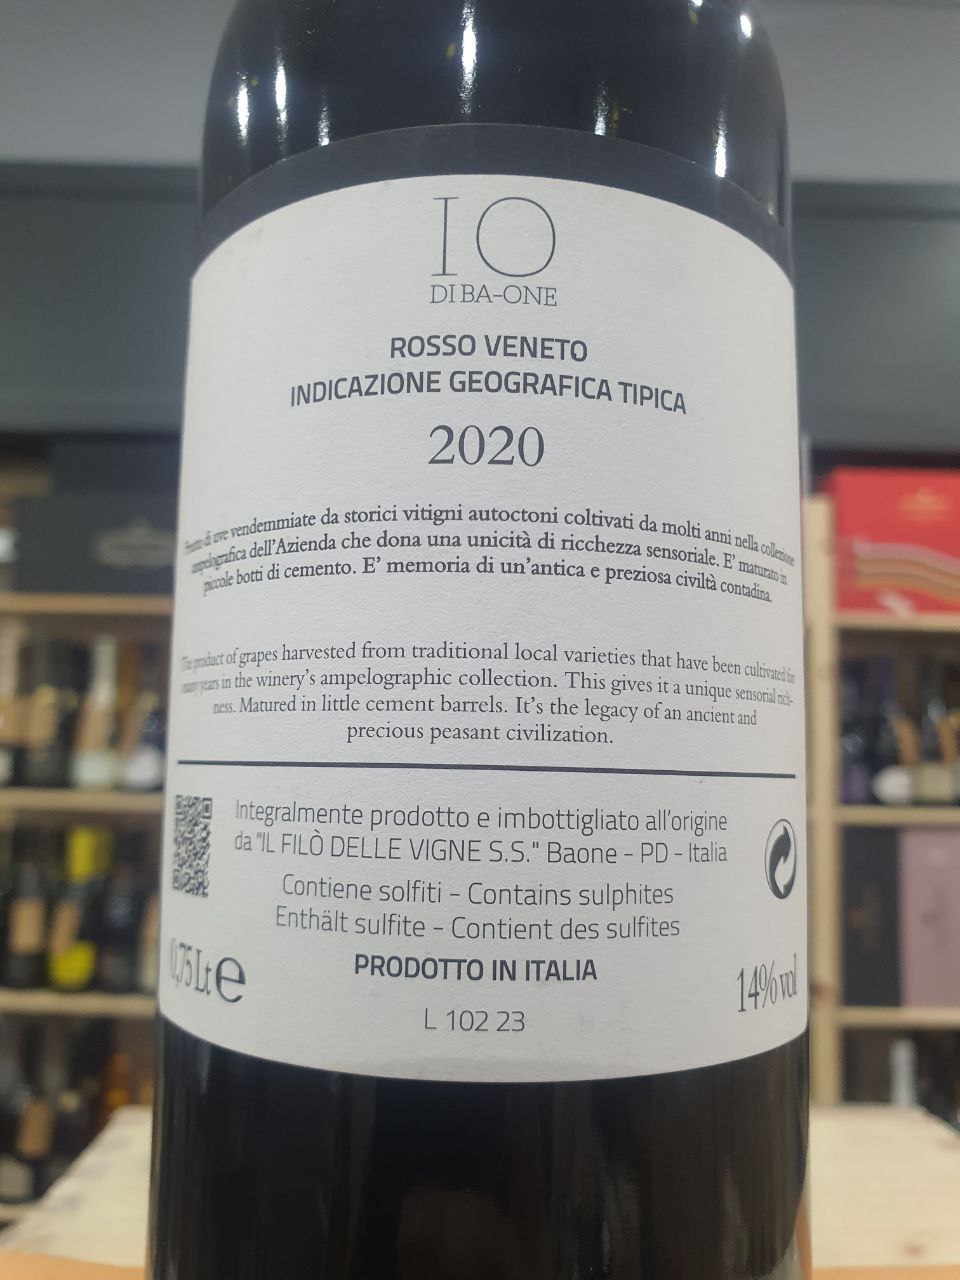 IO
DI BA-ONE
ROSSO VENETO
INDICAZIONE GEOGRAFICA TIPICA
2020
Frutto di uve vendemmiate da storici vitigni autoctoni coltivati da molti anni nella collezione
ampelografica dell'Azienda che dona una unicità di ricchezza sensoriale. E' maturato in
piccole botti di cemento. E' memoria di un'antica e preziosa civiltà contadina.
The product of grapes harvested from traditional local varieties that have been cultivated for
many years in the winery's ampelographic collection. This gives it a unique sensorial rich-
ness. Matured in little cement barrels. It's the legacy of an ancient and
precious peasant civilization.
Integralmente prodotto e imbottigliato all'origine
da "IL FILÒ DELLE VIGNE S.S." Baone - PD - Italia
Contiene solfiti - Contains sulphites
Enthält sulfite - Contient des sulfites
0,75Lt e
PRODOTTO IN ITALIA
14% vol
L 102 23